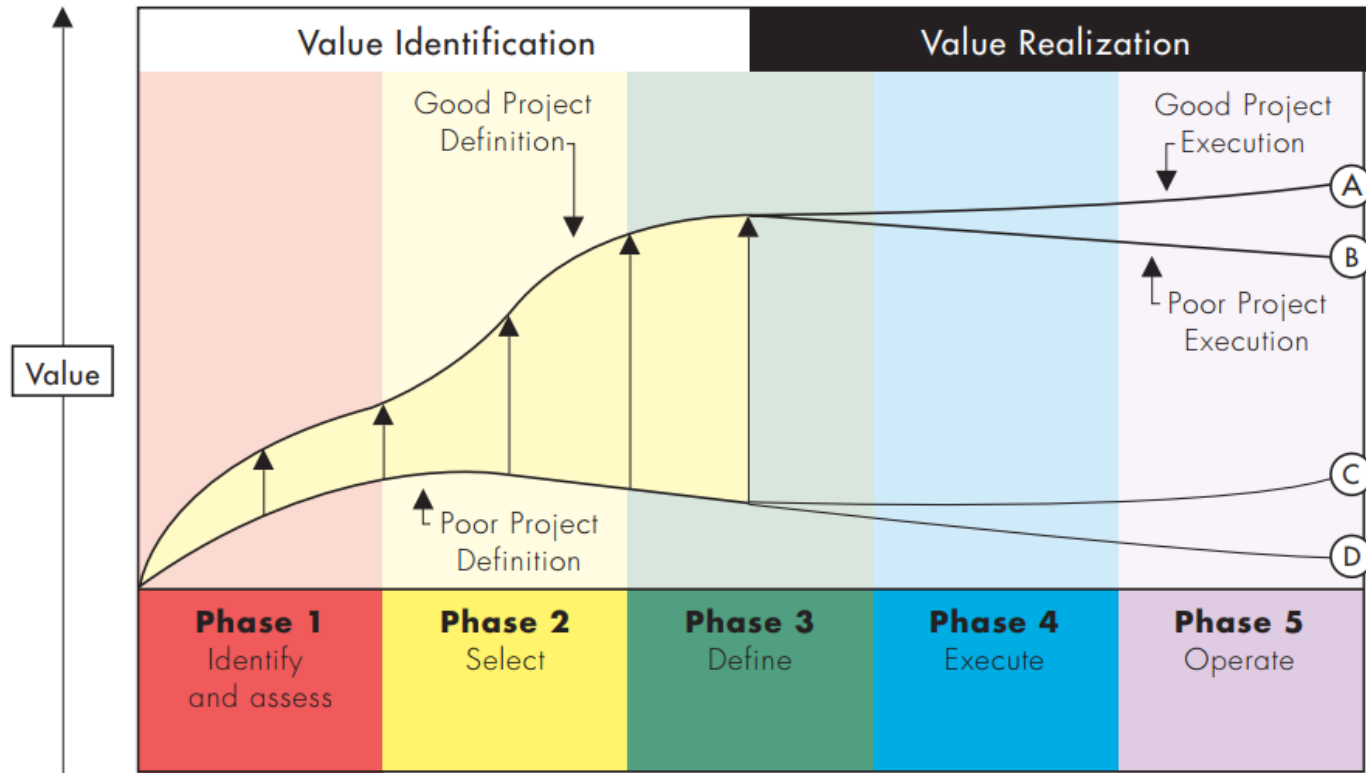 Value Identification
Value Realization
Good Project
Definition
Good Project
Execution
A
B
Poor Project
Execution
Value
C
Poor Project
Definition
D
Phase 1
Identify
and assess
Phase 2
Select
Phase 3
Define
Phase 4
Execute
Phase 5
Operate